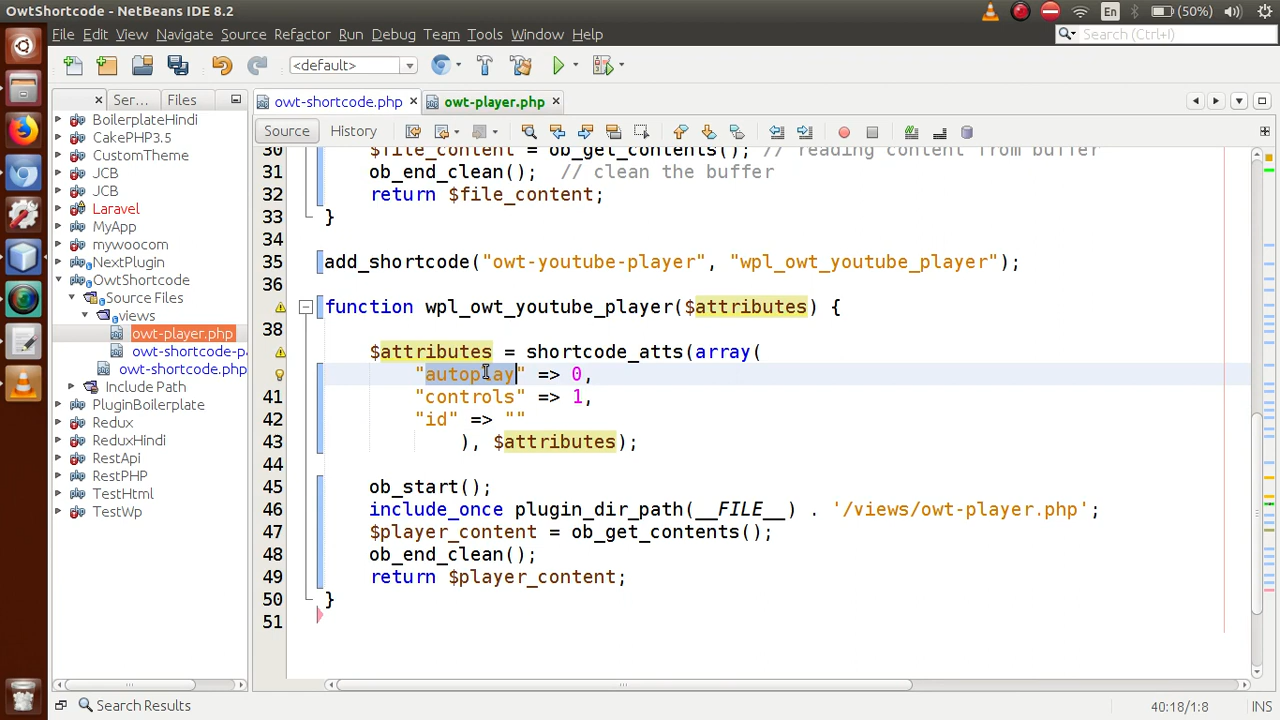 OwtShortcode - NetBeans IDE 8.2
En
(50%)
File Edit View Navigate Source Refactor Run Debug Team Tools Window Help
Search (Ctrl+I)
<default>
Ser... Files
owt-shortcode.php
owt-player.php
Source History
BoilerplateHindi
CakePHP3.5
CustomTheme
JCB
JCB
Laravel
MyApp
mywoocom
NextPlugin
OwtShortcode
Source Files
views
owt-player.php
owt-shortcode-pa
owt-shortcode.php
Include Path
PluginBoilerplate
Redux
ReduxHindi
RestApi
RestPHP
TestHtml
TestWp
30 $file_content = ob_get_contents(); // reading content from buffer
31 ob_end_clean(); // clean the buffer
32 return $file_content;
33 }
34
35 add_shortcode("owt-youtube-player", "wpl_owt_youtube_player");
36
function wpl_owt_youtube_player($attributes) {
38
$attributes = shortcode_atts(array(
"autoplay" => 0,
41 "controls" => 1,
42 "id" => ""
43 ), $attributes);
44
45 ob_start();
46 include_once plugin_dir_path(__FILE__) . '/views/owt-player.php';
47 $player_content = ob_get_contents();
48 ob_end_clean();
49 return $player_content;
50 }
51
Search Results
40:18/1:8
INS